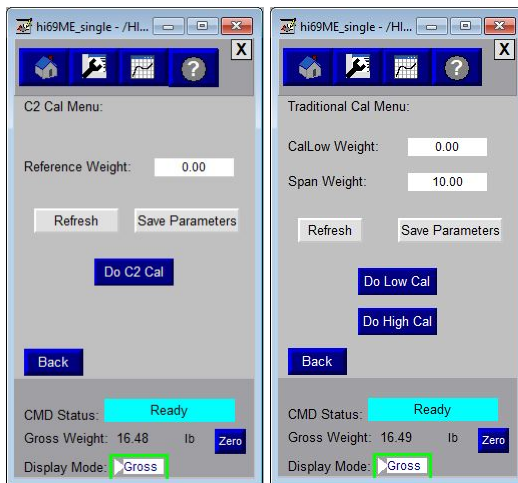 hi69ME_single - /HI...
X
?
C2 Cal Menu:
Reference Weight: 0.00
Refresh Save Parameters
Do C2 Cal
Back
CMD Status: Ready
Gross Weight: 16.48 lb Zero
Display Mode: Gross
hi69ME_single - /HI...
X
?
Traditional Cal Menu:
CalLow Weight: 0.00
Span Weight: 10.00
Refresh Save Parameters
Do Low Cal
Do High Cal
Back
CMD Status: Ready
Gross Weight: 16.49 lb Zero
Display Mode: Gross